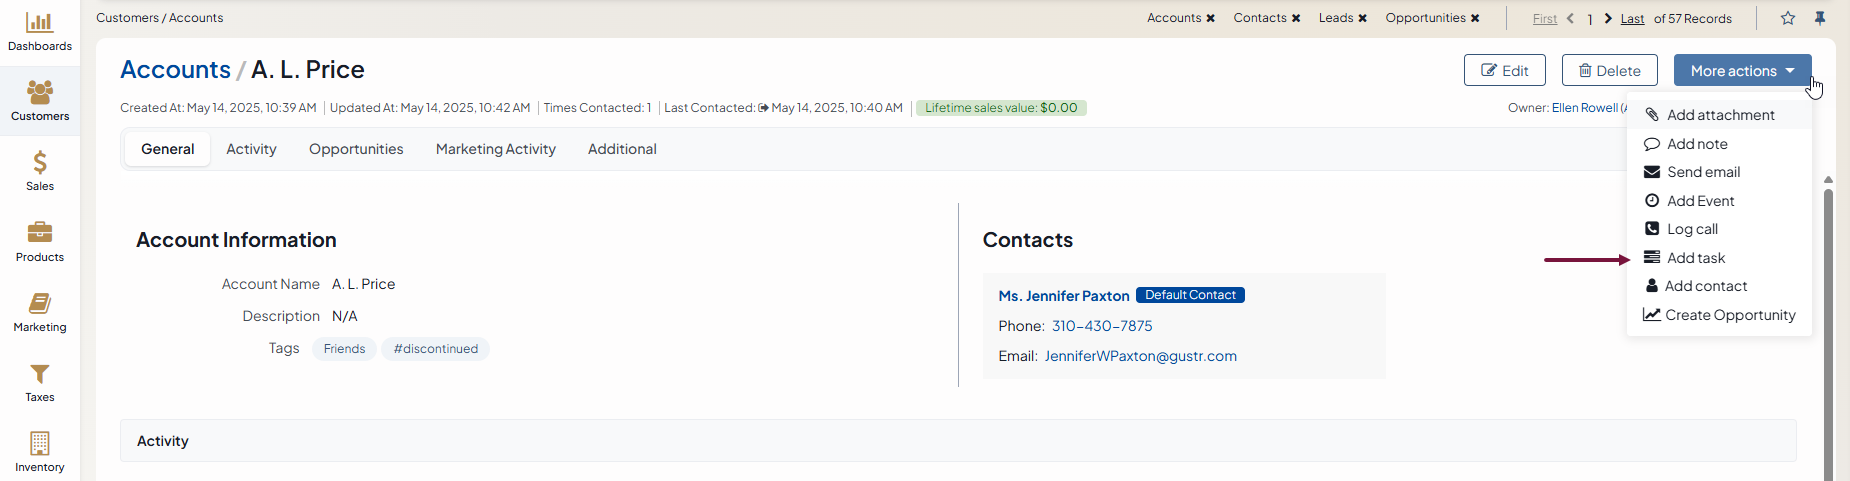 Dashboards
Customers
Sales
Products
Marketing
Taxes
Inventory
Customers / Accounts
Accounts ✖ Contacts ✖ Leads ✖ Opportunities ✖
First 1 Last of 57 Records
Accounts / A. L. Price
Edit Delete More actions
Created At: May 14, 2025, 10:39 AM Updated At: May 14, 2025, 10:42 AM Times Contacted: 1 Last Contacted: May 14, 2025, 10:40 AM Lifetime sales value: $0.00
Owner: Ellen Rowell
General Activity Opportunities Marketing Activity Additional
Add attachment
Add note
Send email
Add Event
Log call
Add task
Add contact
Create Opportunity
Account Information
Account Name A. L. Price
Description N/A
Tags Friends #discontinued
Contacts
Ms. Jennifer Paxton Default Contact
Phone: 310-430-7875
Email: JenniferWPaxton@gustr.com
Activity